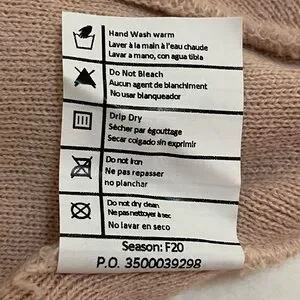 Hand Wash warm
Laver à la main à l'eau chaude
Lavar a mano, con agua tibia
Do Not Bleach
Aucun agent de blanchiment
No usar blanqueador
Drip Dry
Sécher par égouttage
Secar colgado sin exprimir
Do not Iron
Ne pas repasser
no planchar
Do not dry clean
Ne pas nettoyer à sec
No lavar en seco
Season: F20
P.O. 3500039298